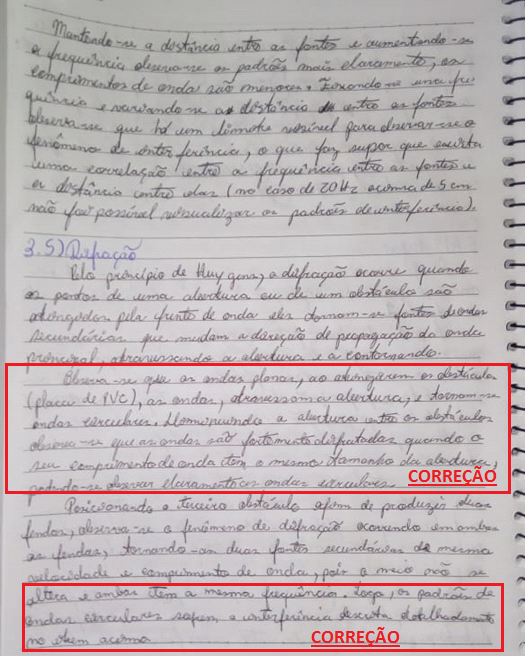 Mantendo-se a distância entre as fontes e aumentando-se
a frequência observa-se os padrões mais claramente, os
comprimentos de onda são menores. Fixando-se uma fre
quência e variando-se a distância entre as fontes
observa-se que há um limite visível para observar-se o
fenômeno de interferência, o que faz supor que exista
uma correlação entre a frequência entre as fontes e
a distância entre elas (no caso de 20Hz acima de 5 cm
não foi possível visualizar os padrões de interferência).
3.5) Difração
Pelo princípio de Huygens, a difração ocorre quando
os pontos de uma abertura ou de um obstáculo são
atingidos pela frente de onda eles tornam-se fontes de ondas
secundárias que mudam a direção de propagação da onda
principal, atravessando a abertura e a contornando.
Observa-se que as ondas planas, ao atingirem os obstáculos
(placa de PVC), as ondas, atravessam a abertura, e tornam-se
ondas circulares. Diminuindo a abertura entre os obstáculos
observa-se que as ondas são fortemente difratadas quando o
seu comprimento de onda tem o mesmo tamanho da abertura,
podendo-se observar claramente as ondas circulares.
CORREÇÃO
Posicionando o terceiro obstáculo afim de produzir duas
fendas, observa-se o fenômeno de difração ocorrendo em ambas
as fendas, tornando-as duas fontes secundárias de mesma
velocidade e comprimento de onda, pois o meio não se
altera e ambas tem a mesma frequência. Logo, os padrões de
ondas circulares sofrem a interferência descrita detalhadamente
no item acima.
CORREÇÃO